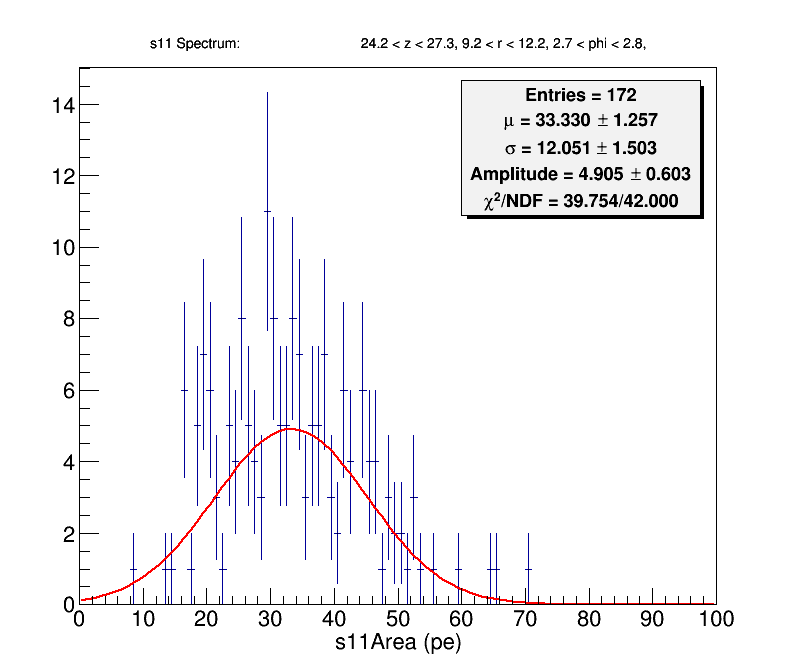 s11 Spectrum: 24.2 < z < 27.3, 9.2 < r < 12.2, 2.7 < phi < 2.8,
Entries = 172
μ = 33.330 ± 1.257
σ = 12.051 ± 1.503
Amplitude = 4.905 ± 0.603
χ²/NDF = 39.754/42.000
14
12
10
8
6
4
2
0
0 10 20 30 40 50 60 70 80 90 100
s11Area (pe)